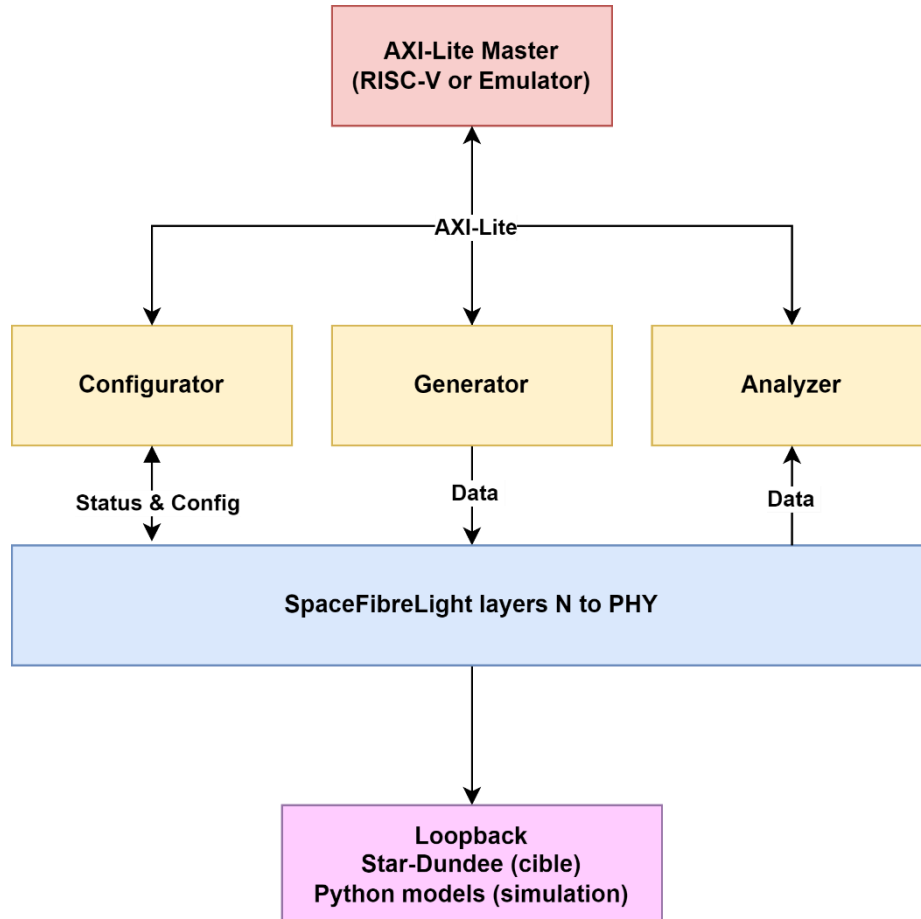 AXI-Lite Master
(RISC-V or Emulator)
AXI-Lite
Configurator
Generator
Analyzer
Status & Config
Data
Data
SpaceFibreLight layers N to PHY
Loopback
Star-Dundee (cible)
Python models (simulation)